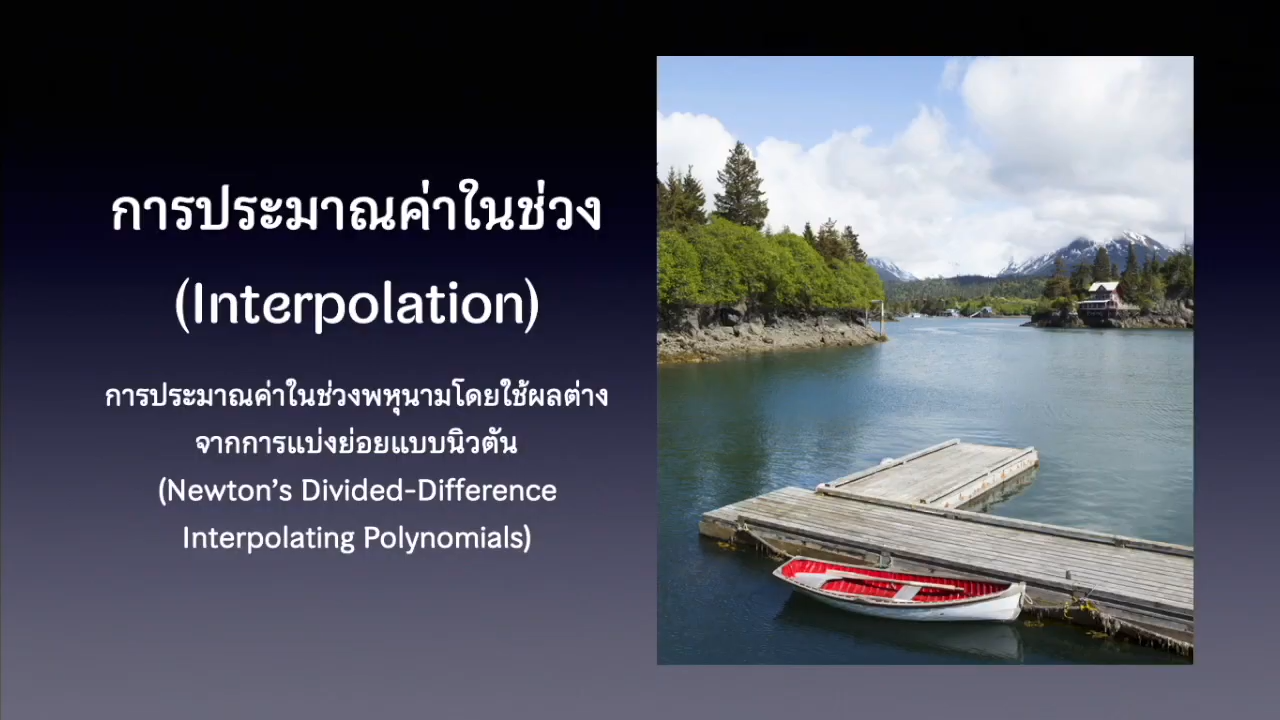 การประมาณค่าในช่วง
(Interpolation)
การประมาณค่าในช่วงพหุนามโดยใช้ผลต่าง
จากการแบ่งย่อยแบบนิวตัน
(Newton’s Divided-Difference
Interpolating Polynomials)